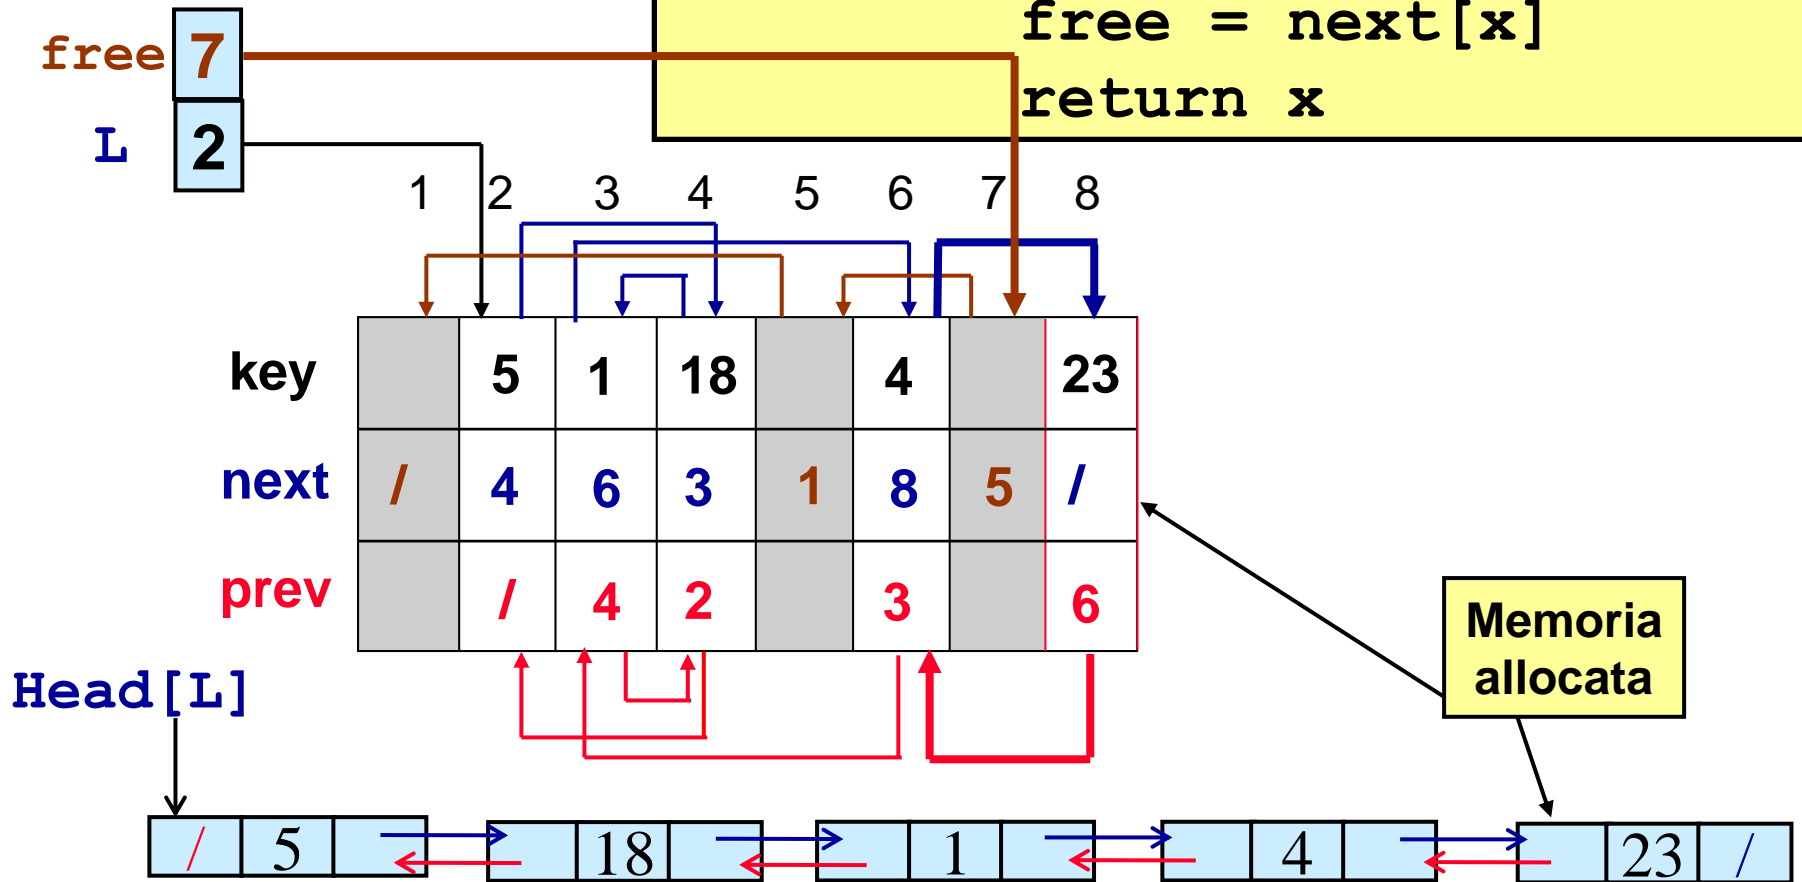 free = next[x]
return x
free 7
L 2
1 2 3 4 5 6 7 8
key 5 1 18 4 23
next / 4 6 3 1 8 5 /
prev / 4 2 3 6
Memoria
allocata
Head[L]
/ 5 18 1 4 23 /